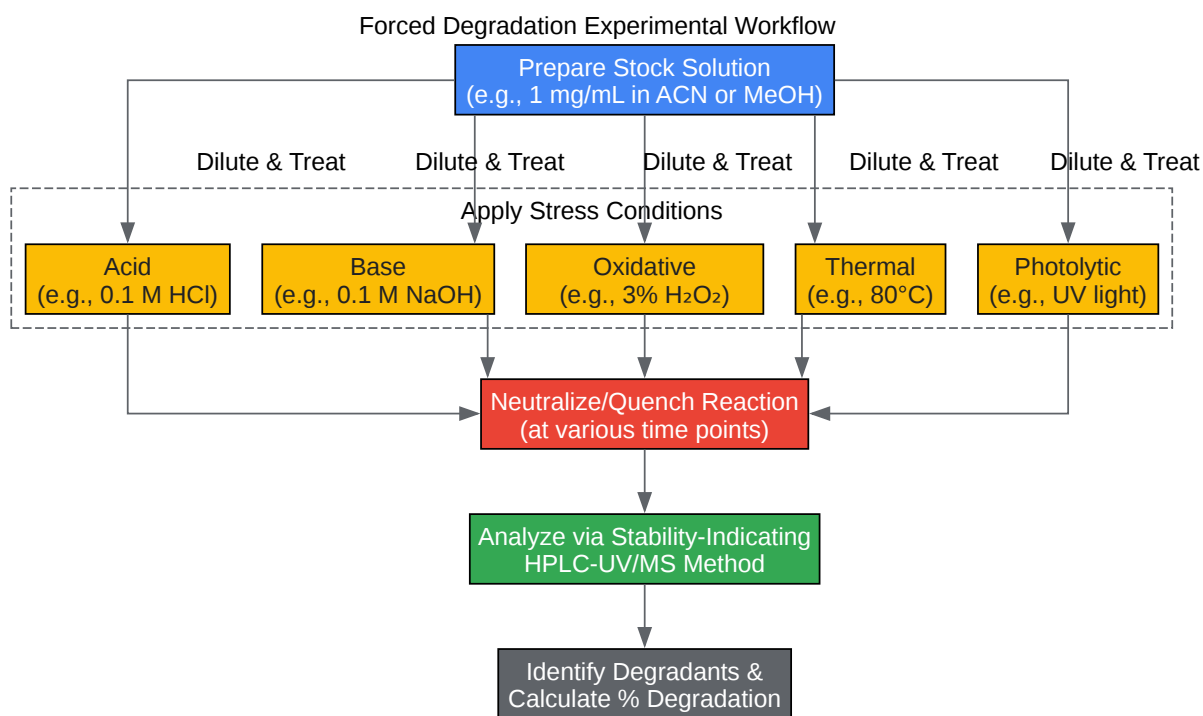 Forced Degradation Experimental Workflow
Prepare Stock Solution
(e.g., 1 mg/mL in ACN or MeOH)
Dilute & Treat
Dilute & Treat
Dilute & Treat
Dilute & Treat
Dilute & Treat
Apply Stress Conditions
Acid
(e.g., 0.1 M HCl)
Base
(e.g., 0.1 M NaOH)
Oxidative
(e.g., 3% H₂O₂)
Thermal
(e.g., 80°C)
Photolytic
(e.g., UV light)
Neutralize/Quench Reaction
(at various time points)
Analyze via Stability-Indicating
HPLC-UV/MS Method
Identify Degradants &
Calculate % Degradation